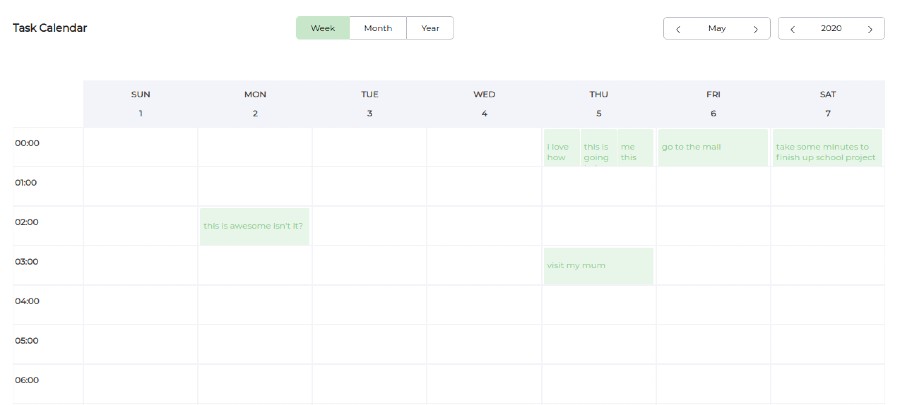 Task Calendar
Week Month Year
May
2020
SUN MON TUE WED THU FRI SAT
1 2 3 4 5 6 7
00:00
I love
how
this is
going
me
this
go to the mall
take some minutes to
finish up school project
01:00
02:00
this is awesome isn't it?
03:00
visit my mum
04:00
05:00
06:00